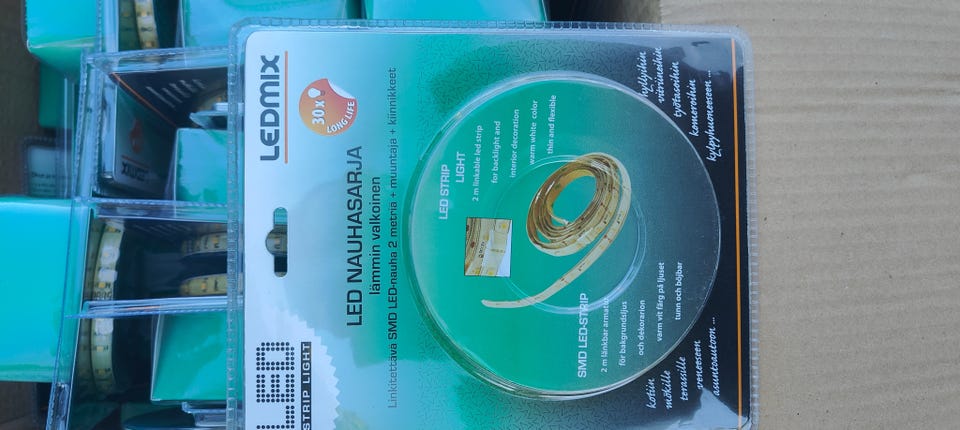 LEDMIX
30 x
LONG LIFE
LED
STRIP LIGHT
LED NAUHASARJA
lämmin valkoinen
Linkitettävä SMD LED-nauha 2 metriä + muuntaja + kiinnikkeet
LED STRIP
LIGHT
2 m linkable led strip
for backlight and
interior decoration
warm white color
thin and flexible
SMD LED-STRIP
2 m länkbar armatur
för bakgrundsljus
och dekoration
varm vit färg på ljuset
tunn och böjbar
hyllyihin
vitriineihin
työtasoihin
komeroihin
kylpyhuoneeseen ...
kotiin
mökille
terassille
veneeseen
asuntoautoon ...